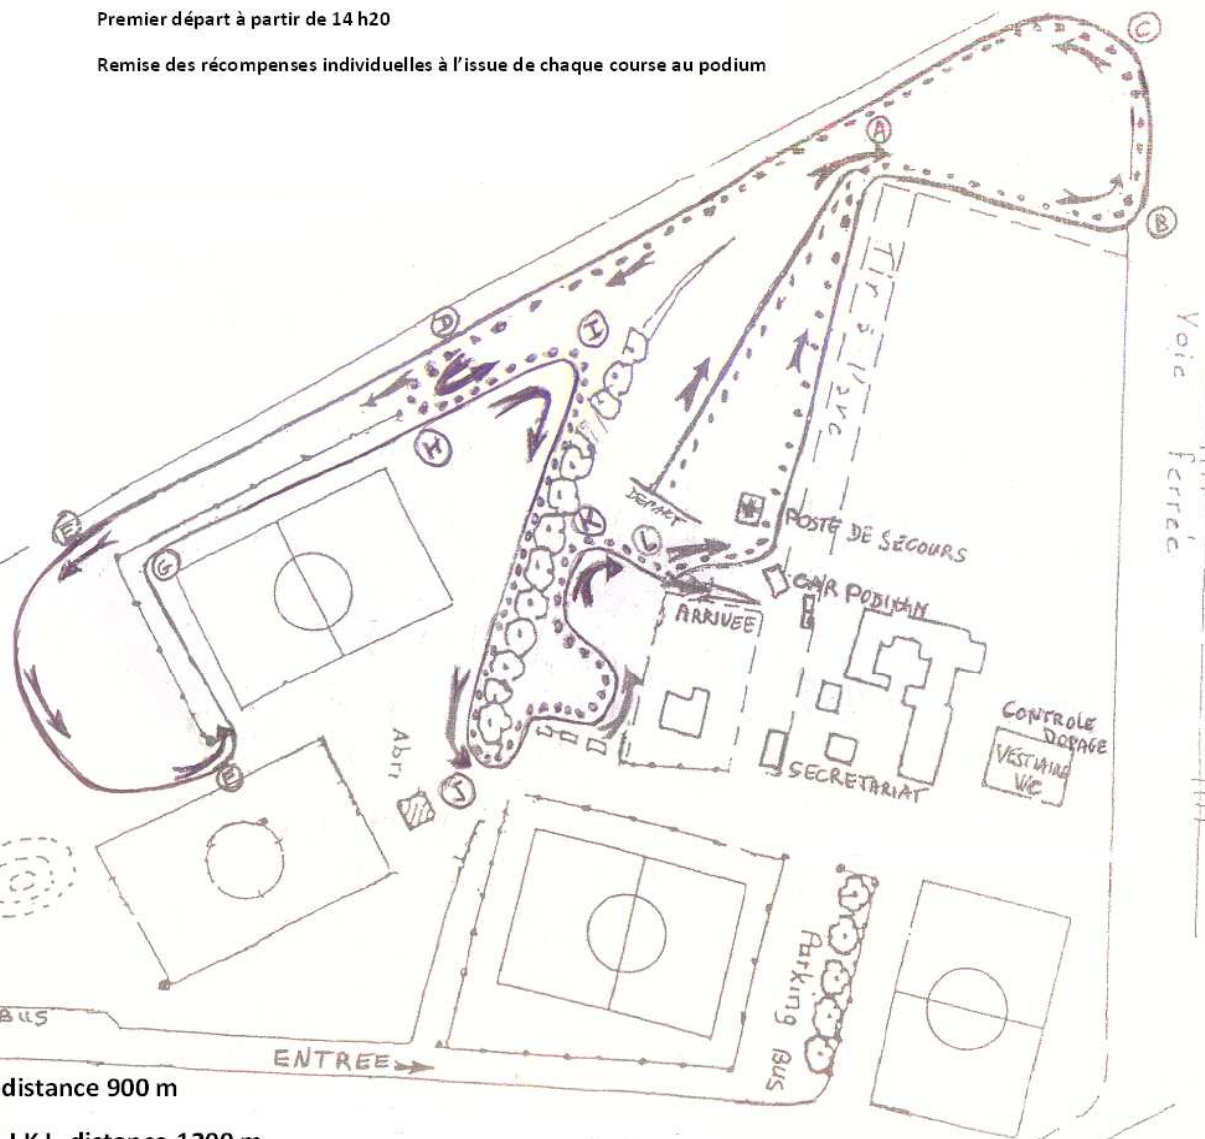 Premier départ à partir de 14 h20
Remise des récompenses individuelles à l'issue de chaque course au podium
C
A
B
D
I
Tir à l'arc
Voie ferrée
H
DEPART
K
L
POSTE DE SECOURS
G
CAR PODIUM
ARRIVEE
CONTROLE
DOPAGE
VESTIAIRE
WC
SECRETARIAT
Abri
J
E
Parking BUS
BUS
ENTREE
distance 900 m